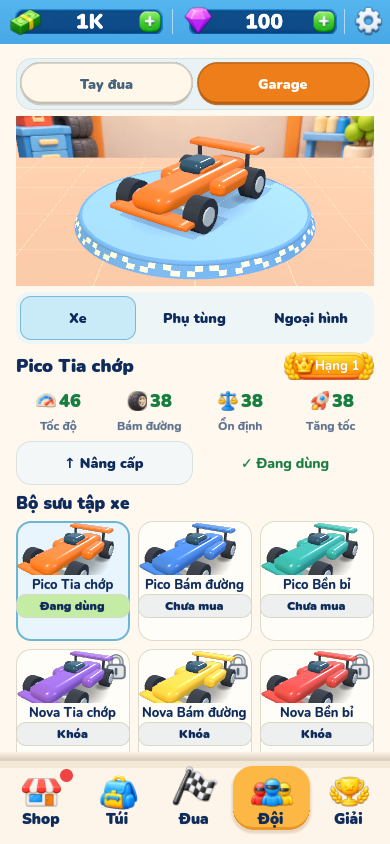 1K
100
Tay đua
Garage
Xe
Phụ tùng
Ngoại hình
Pico Tia chớp
Hạng 1
46
38
38
38
Tốc độ
Bám đường
Ổn định
Tăng tốc
↑ Nâng cấp
✓ Đang dùng
Bộ sưu tập xe
Pico Tia chớp
Pico Bám đường
Pico Bền bỉ
Đang dùng
Chưa mua
Chưa mua
Nova Tia chớp
Nova Bám đường
Nova Bền bỉ
Khóa
Khóa
Khóa
Shop
Túi
Đua
Đội
Giải